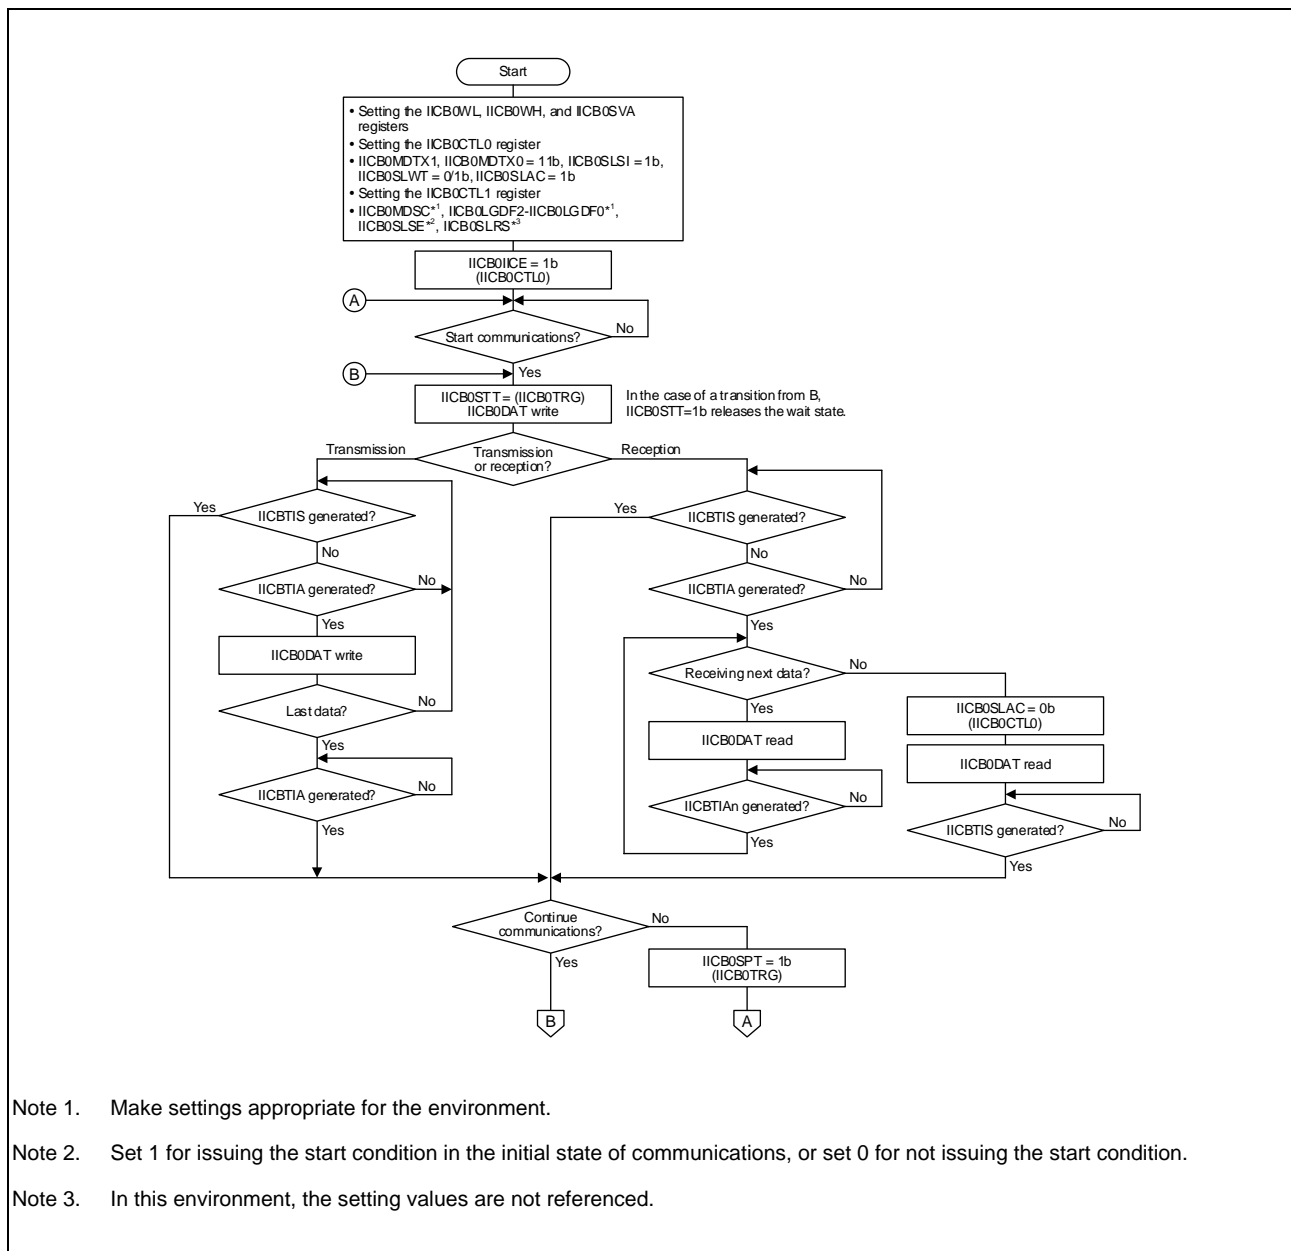 Start
• Setting the IICB0WL, IICB0WH, and IICB0SVA
registers
• Setting the IICB0CTL0 register
• IICB0MDTX1, IICB0MDTX0 = 11b, IICB0SLSI = 1b,
IICB0SLWT = 0/1b, IICB0SLAC = 1b
• Setting the IICB0CTL1 register
• IICB0MDSC*1, IICB0LGDF2-IICB0LGDF0*1,
IICB0SLSE*2, IICB0SLRS*3
IICB0IICE = 1b
(IICB0CTL0)
A
Start communications?
No
Yes
B
IICB0STT = (IICB0TRG)
IICB0DAT write
In the case of a transition from B,
IICB0STT=1b releases the wait state.
Transmission
Transmission
or reception?
Reception
Yes
IICBTIS generated?
No
IICBTIA generated?
No
Yes
IICB0DAT write
Last data?
No
Yes
IICBTIA generated?
No
Yes
Yes
IICBTIS generated?
No
IICBTIA generated?
No
Yes
Receiving next data?
No
Yes
IICB0DAT read
IICBTIAn generated?
No
Yes
IICB0SLAC = 0b
(IICB0CTL0)
IICB0DAT read
IICBTIS generated?
No
Yes
Continue
communications?
No
Yes
IICB0SPT = 1b
(IICB0TRG)
B
A
Note 1. Make settings appropriate for the environment.
Note 2. Set 1 for issuing the start condition in the initial state of communications, or set 0 for not issuing the start condition.
Note 3. In this environment, the setting values are not referenced.